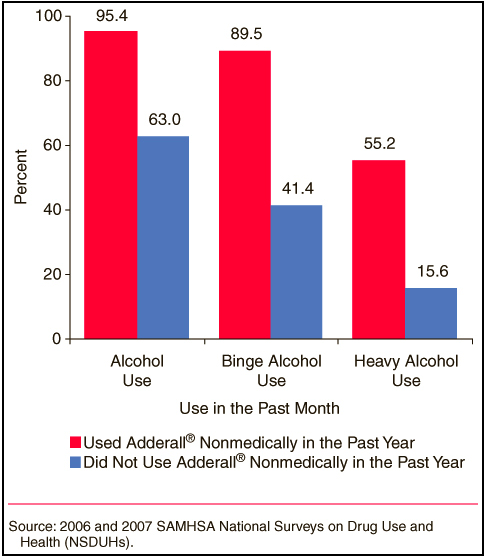 100
80
60
40
20
0
Percent
95.4
63.0
89.5
41.4
55.2
15.6
Alcohol
Use
Binge Alcohol
Use
Heavy Alcohol
Use
Use in the Past Month
Used Adderall® Nonmedically in the Past Year
Did Not Use Adderall® Nonmedically in the Past Year
Source: 2006 and 2007 SAMHSA National Surveys on Drug Use and
Health (NSDUHs).